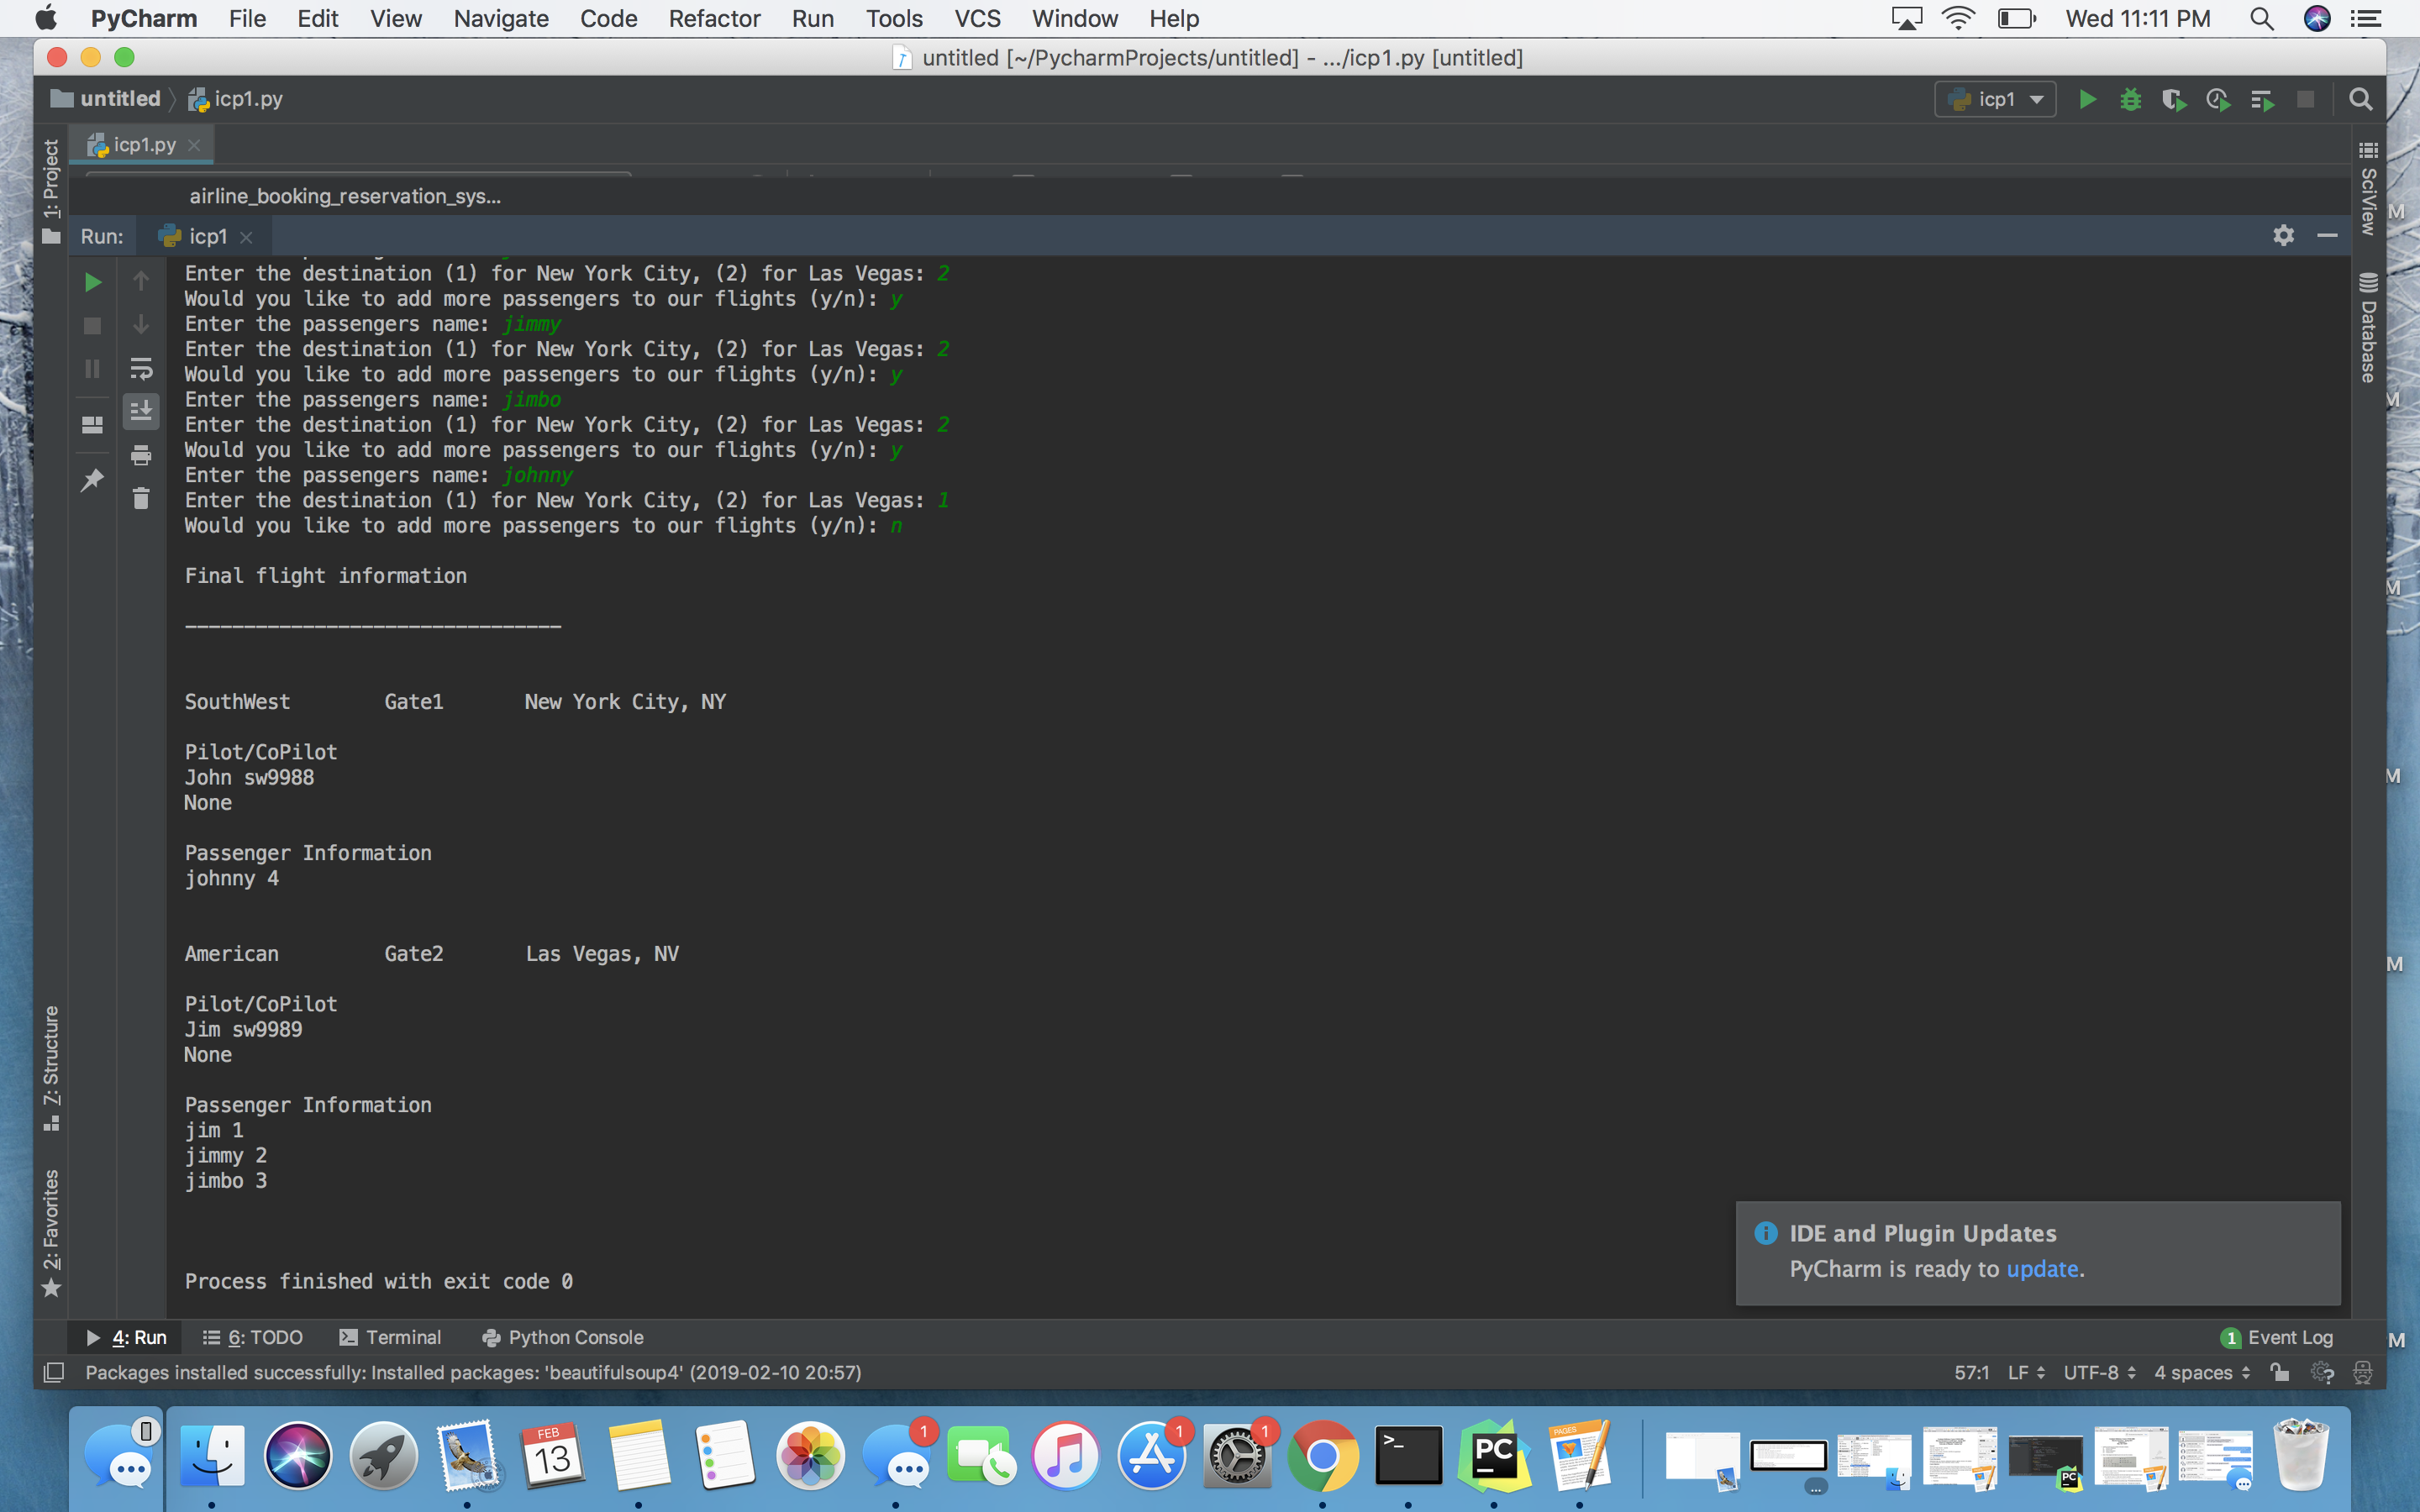 PyCharm File Edit View Navigate Code Refactor Run Tools VCS Window Help Wed 11:11 PM
untitled [~/PycharmProjects/untitled] - .../icp1.py [untitled]
untitled icp1.py icp1
icp1.py
1: Project
SciView
Database
airline_booking_reservation_sys...
Run: icp1
Enter the destination (1) for New York City, (2) for Las Vegas: 2
Would you like to add more passengers to our flights (y/n): y
Enter the passengers name: jimmy
Enter the destination (1) for New York City, (2) for Las Vegas: 2
Would you like to add more passengers to our flights (y/n): y
Enter the passengers name: jimbo
Enter the destination (1) for New York City, (2) for Las Vegas: 2
Would you like to add more passengers to our flights (y/n): y
Enter the passengers name: johnny
Enter the destination (1) for New York City, (2) for Las Vegas: 1
Would you like to add more passengers to our flights (y/n): n
Final flight information
--------------------------------
SouthWest Gate1 New York City, NY
Pilot/CoPilot
John sw9988
None
Passenger Information
johnny 4
American Gate2 Las Vegas, NV
Pilot/CoPilot
Jim sw9989
None
Passenger Information
jim 1
jimmy 2
jimbo 3
Process finished with exit code 0
7: Structure
2: Favorites
IDE and Plugin Updates
PyCharm is ready to update.
4: Run 6: TODO Terminal Python Console 1 Event Log
Packages installed successfully: Installed packages: 'beautifulsoup4' (2019-02-10 20:57) 57:1 LF UTF-8 4 spaces
M
M
M
M
M
M
FEB
13
1
1
1
>_
PC
PAGES